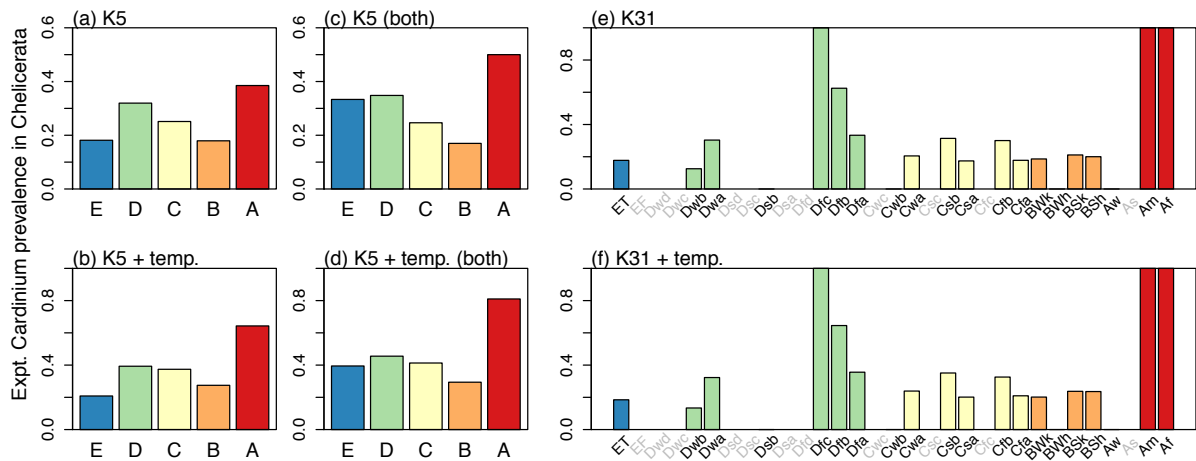 Expt. Cardinium prevalence in Chelicerata
(a) K5
0.0 0.2 0.4 0.6
E D C B A
(c) K5 (both)
0.0 0.2 0.4 0.6
E D C B A
(e) K31
0.0 0.4 0.8
ET EF Dwd Dwc Dwb Dwa Dsd Dsc Dsb Dsa Dfd Dfc Dfb Dfa Cwc Cwb Cwa Csc Csb Csa Cfc Cfb Cfa BWk BWh BSk BSh Aw As Am Af
(b) K5 + temp.
0.0 0.4 0.8
E D C B A
(d) K5 + temp. (both)
0.0 0.4 0.8
E D C B A
(f) K31 + temp.
0.0 0.4 0.8
ET EF Dwd Dwc Dwb Dwa Dsd Dsc Dsb Dsa Dfd Dfc Dfb Dfa Cwc Cwb Cwa Csc Csb Csa Cfc Cfb Cfa BWk BWh BSk BSh Aw As Am Af